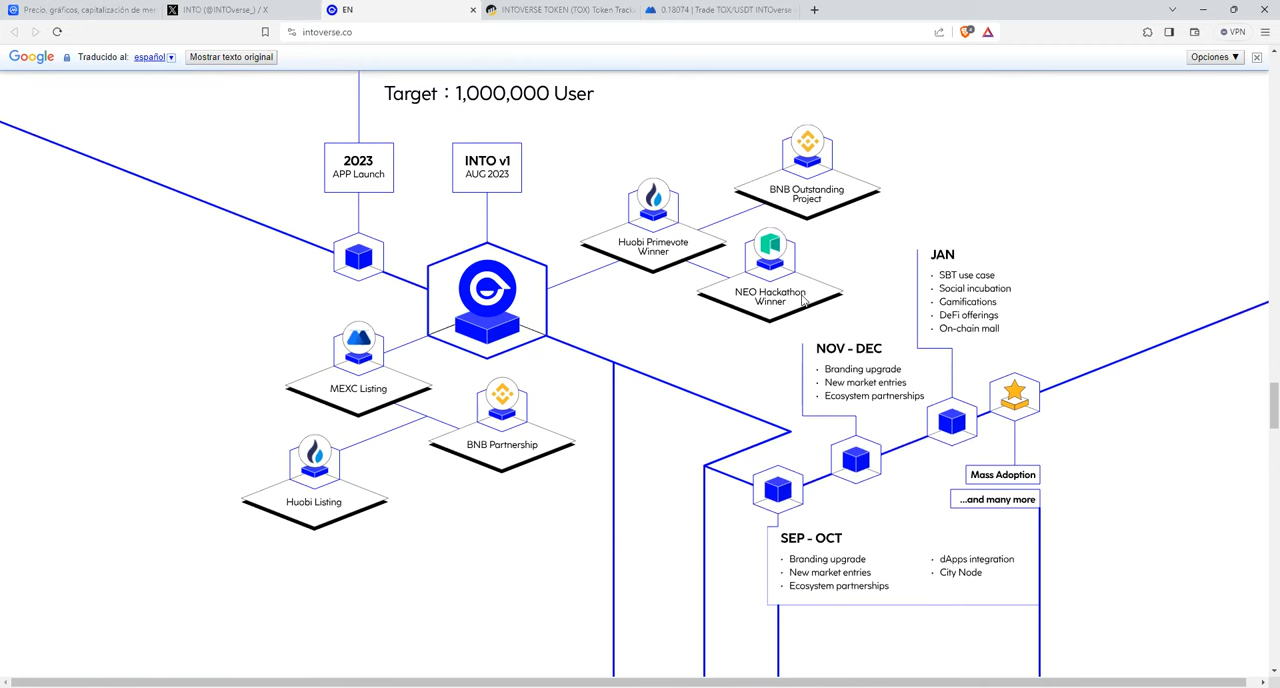 Precio, gráficos, capitalización de mer
INTO (@INTOverse_) / X
EN
INTOVERSE TOKEN (TOX) Token Track
0.18074 | Trade TOX/USDT INTOverse
intoverse.co
VPN
Google
Traducido al: español
Mostrar texto original
Opciones ▼
Target：1,000,000 User
2023
APP Launch
INTO v1
AUG 2023
BNB Outstanding
Project
Huobi Primevote
Winner
NEO Hackathon
Winner
MEXC Listing
BNB Partnership
Huobi Listing
JAN
· SBT use case
· Social incubation
· Gamifications
· DeFi offerings
· On-chain mall
NOV - DEC
· Branding upgrade
· New market entries
· Ecosystem partnerships
Mass Adoption
...and many more
SEP - OCT
· Branding upgrade
· New market entries
· Ecosystem partnerships
· dApps integration
· City Node